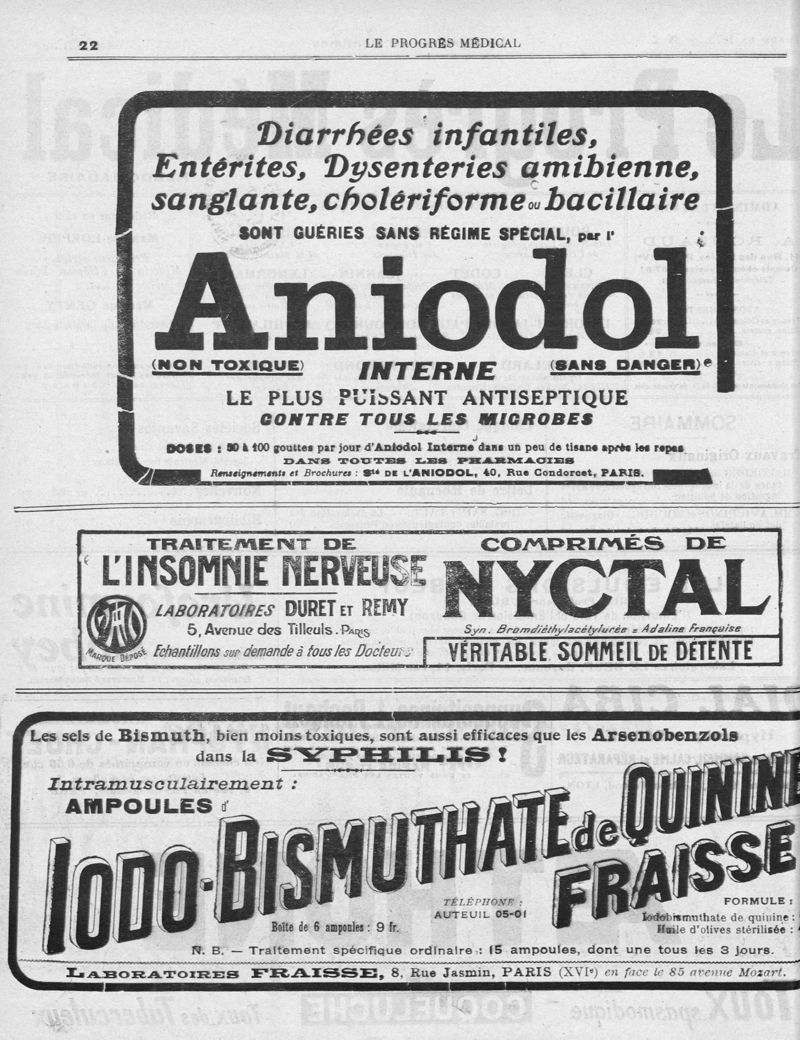 22
LE PROGRÈS MÉDICAL
Diarrhées infantiles,
Entérites, Dysenteries amibienne,
sanglante, cholériforme ou bacillaire
SONT GUÉRIES SANS RÉGIME SPÉCIAL, par l'
Aniodol
(NON TOXIQUE) INTERNE (SANS DANGER)
LE PLUS PUISSANT ANTISEPTIQUE
CONTRE TOUS LES MICROBES
DOSES : 50 à 100 gouttes par jour d'Aniodol Interne dans un peu de tisane après les repas
DANS TOUTES LES PHARMACIES
Renseignements et Brochures : Sté DE L'ANIODOL, 40, Rue Condorcet, PARIS.
TRAITEMENT DE
L'INSOMNIE NERVEUSE
LABORATOIRES DURET ET REMY
5, Avenue des Tilleuls. PARIS
MARQUE DÉPOSÉ
Echantillons sur demande à tous les Docteurs
COMPRIMÉS DE
NYCTAL
Syn. Bromdiéthylacétylurée = Adaline Française
VÉRITABLE SOMMEIL DE DÉTENTE
Les sels de Bismuth, bien moins toxiques, sont aussi efficaces que les Arsenobenzols
dans la SYPHILIS !
Intramusculairement :
AMPOULES d'
IODO-BISMUTHATE de QUININE
FRAISSE
Boîte de 6 ampoules : 9 fr.
TÉLÉPHONE :
AUTEUIL 05-01
FORMULE :
Iodobismuthate de quinine :
Huile d'olives stérilisée :
N. B. — Traitement spécifique ordinaire : 15 ampoules, dont une tous les 3 jours.
LABORATOIRES FRAISSE, 8, Rue Jasmin, PARIS (XVIe) en face le 85 avenue Mozart.